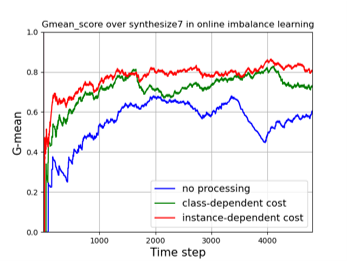 Gmean_score over synthesize7 in online imbalance learning
1.0
0.8
0.6
0.4
0.2
0.0
G-mean
no processing
class-dependent cost
instance-dependent cost
1000 2000 3000 4000
Time step